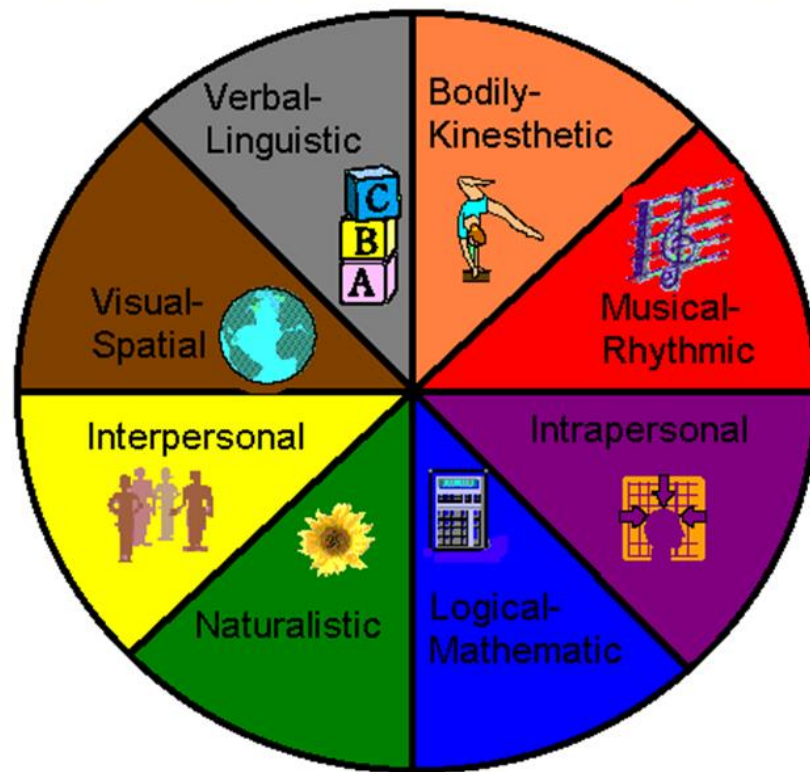 Verbal-
Linguistic
Bodily-
Kinesthetic
C
B
A
Musical-
Rhythmic
Visual-
Spatial
Interpersonal
Intrapersonal
Naturalistic
Logical-
Mathematic